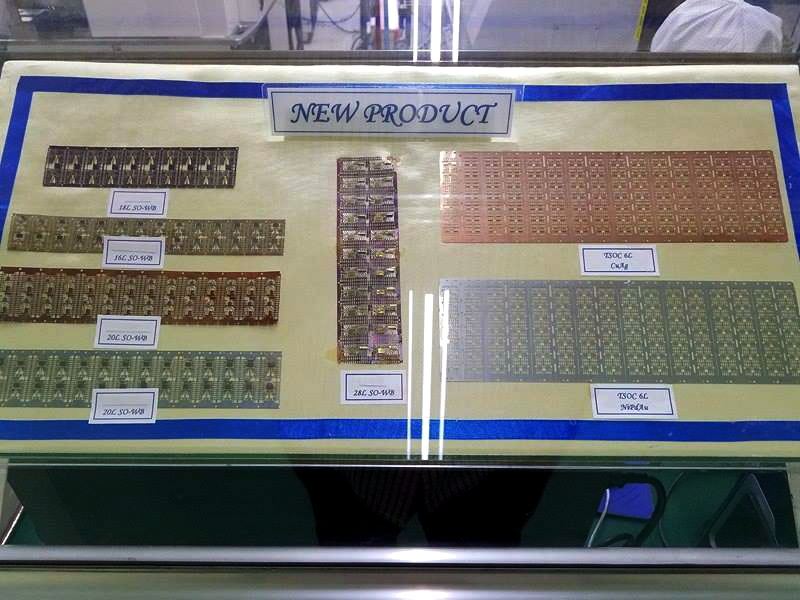 NEW PRODUCT
18L SO-WB
16L SO-WB
20L SO-WB
20L SO-WB
28L SO-WB
TSOC 6L
CuAg
TSOC 6L
NiPdAu